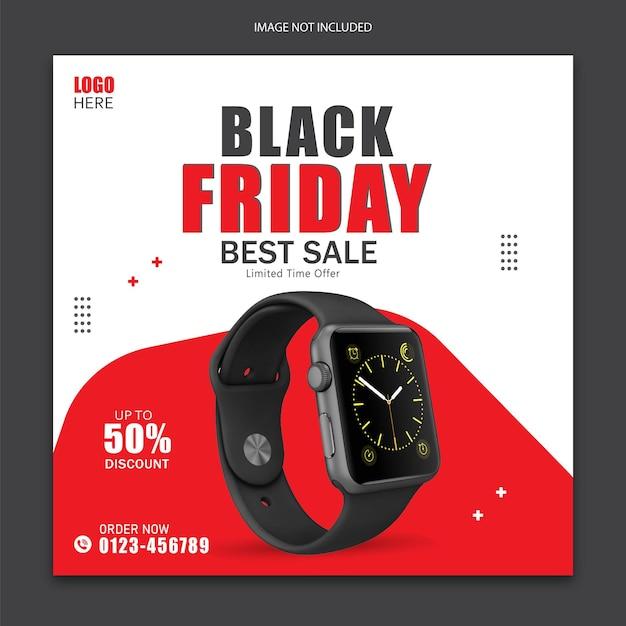 IMAGE NOT INCLUDED
LOGO
HERE
BLACK
FRIDAY
BEST SALE
Limited Time Offer
UP TO
50%
DISCOUNT
ORDER NOW
0123-456789